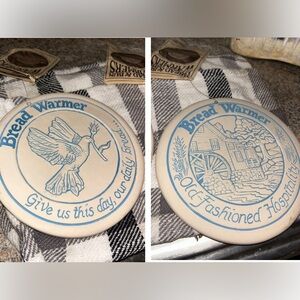 Bread Warmer
Give us this day, our daily bread
Bread Warmer
Old Fashioned Hospitality